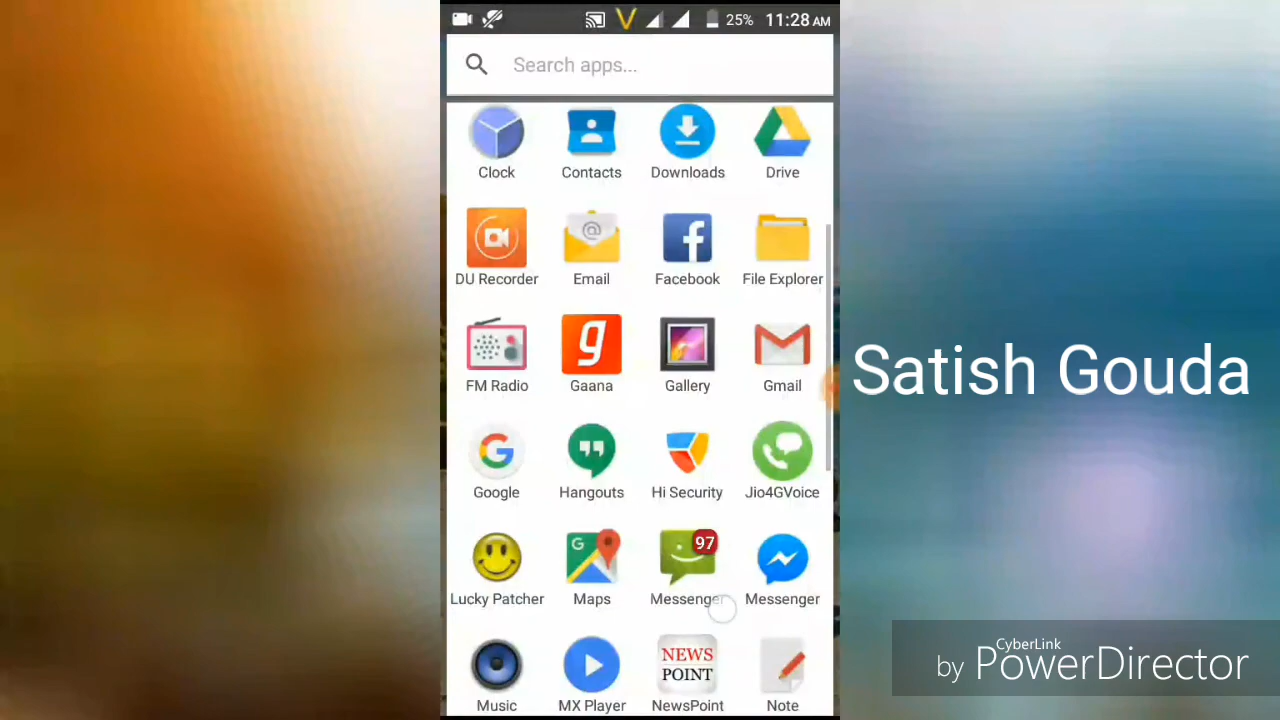 25% 11:28 AM
Search apps...
Clock Contacts Downloads Drive
DU Recorder Email Facebook File Explorer
FM Radio Gaana Gallery Gmail
Google Hangouts Hi Security Jio4GVoice
97
Lucky Patcher Maps Messenger Messenger
NEWS
POINT
Music MX Player NewsPoint Note
Satish Gouda
CyberLink
by PowerDirector